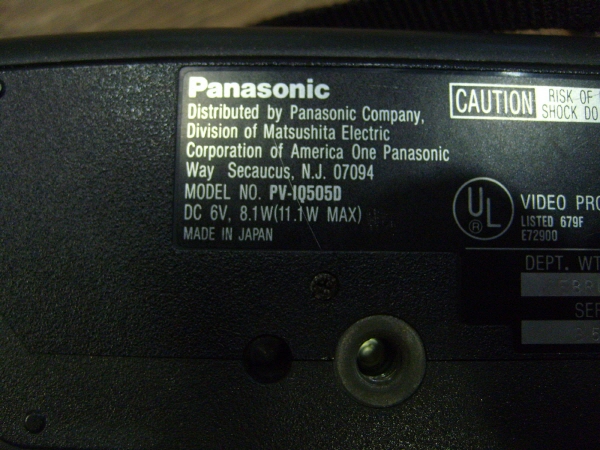 Panasonic
Distributed by Panasonic Company,
Division of Matsushita Electric
Corporation of America One Panasonic
Way Secaucus, N.J. 07094
MODEL NO. PV-IQ505D
DC 6V, 8.1W(11.1W MAX)
MADE IN JAPAN
CAUTION
RISK OF
SHOCK DO
UL
®
VIDEO PRO
LISTED 679F
E72900
DEPT. WT
SER